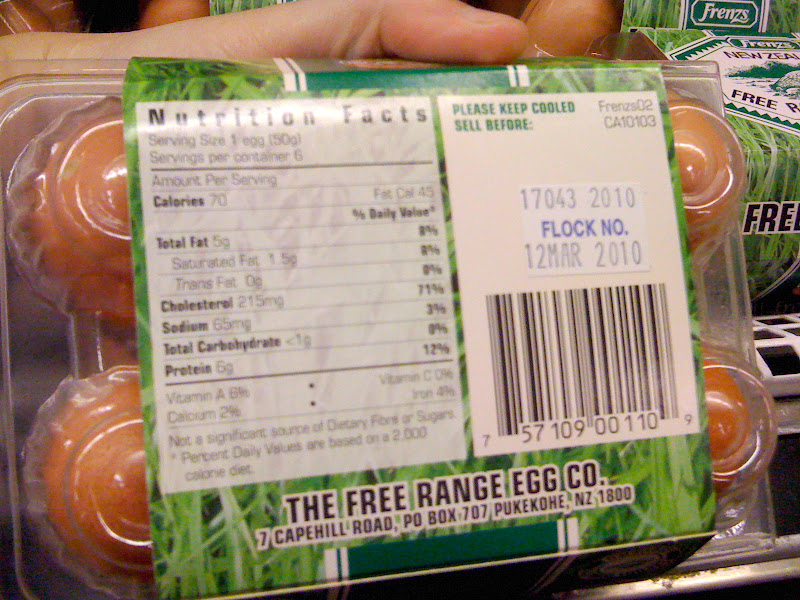 Frenzs
Frenzs
NEW ZEAL
FREE
FREE
Nutrition Facts
Serving Size 1 egg (50g)
Servings per container 6
Amount Per Serving
Calories 70 Fat Cal 45
% Daily Value*
Total Fat 5g 8%
Saturated Fat 1.5g 8%
Trans Fat 0g 0%
Cholesterol 215mg 71%
Sodium 65mg 3%
Total Carbohydrate <1g 0%
Protein 6g 12%
Vitamin A 6% : Vitamin C 0%
Calcium 2% : Iron 4%
Not a significant source of Dietary Fibre or Sugars.
* Percent Daily Values are based on a 2,000
calorie diet.
PLEASE KEEP COOLED
SELL BEFORE:
Frenzs02
CA10103
17043 2010
FLOCK NO.
12MAR 2010
7 57109 00110 9
THE FREE RANGE EGG CO.
7 CAPEHILL ROAD, PO BOX 707 PUKEKOHE, NZ 1800